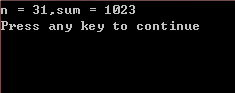 n = 31,sum = 1023
Press any key to continue